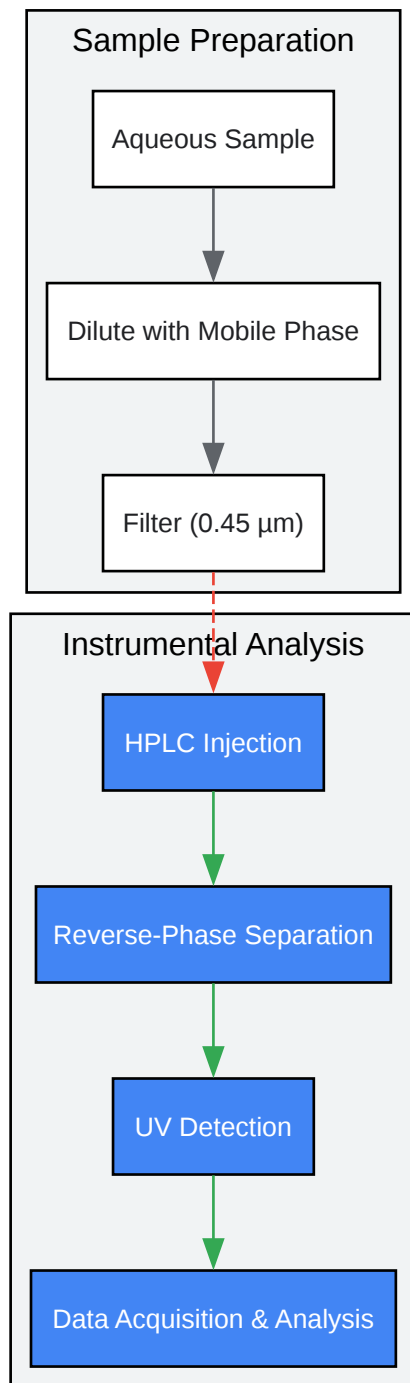 Sample Preparation
Aqueous Sample
Dilute with Mobile Phase
Filter (0.45 µm)
Instrumental Analysis
HPLC Injection
Reverse-Phase Separation
UV Detection
Data Acquisition & Analysis